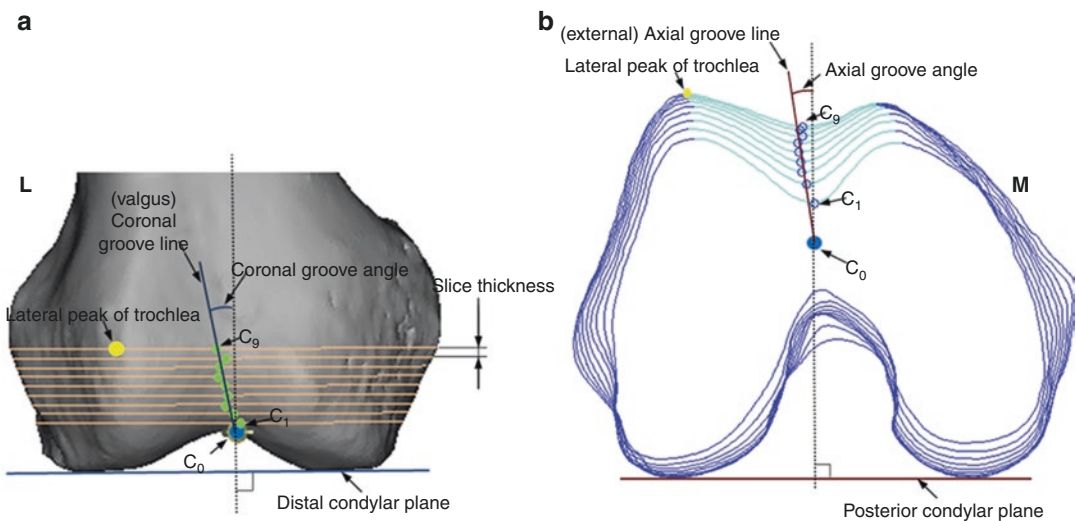 a
L
(valgus)
Coronal
groove line
Coronal groove angle
Slice thickness
Lateral peak of trochlea
C9
C1
C0
Distal condylar plane
b
(external) Axial groove line
Lateral peak of trochlea
Axial groove angle
C9
M
C1
C0
Posterior condylar plane